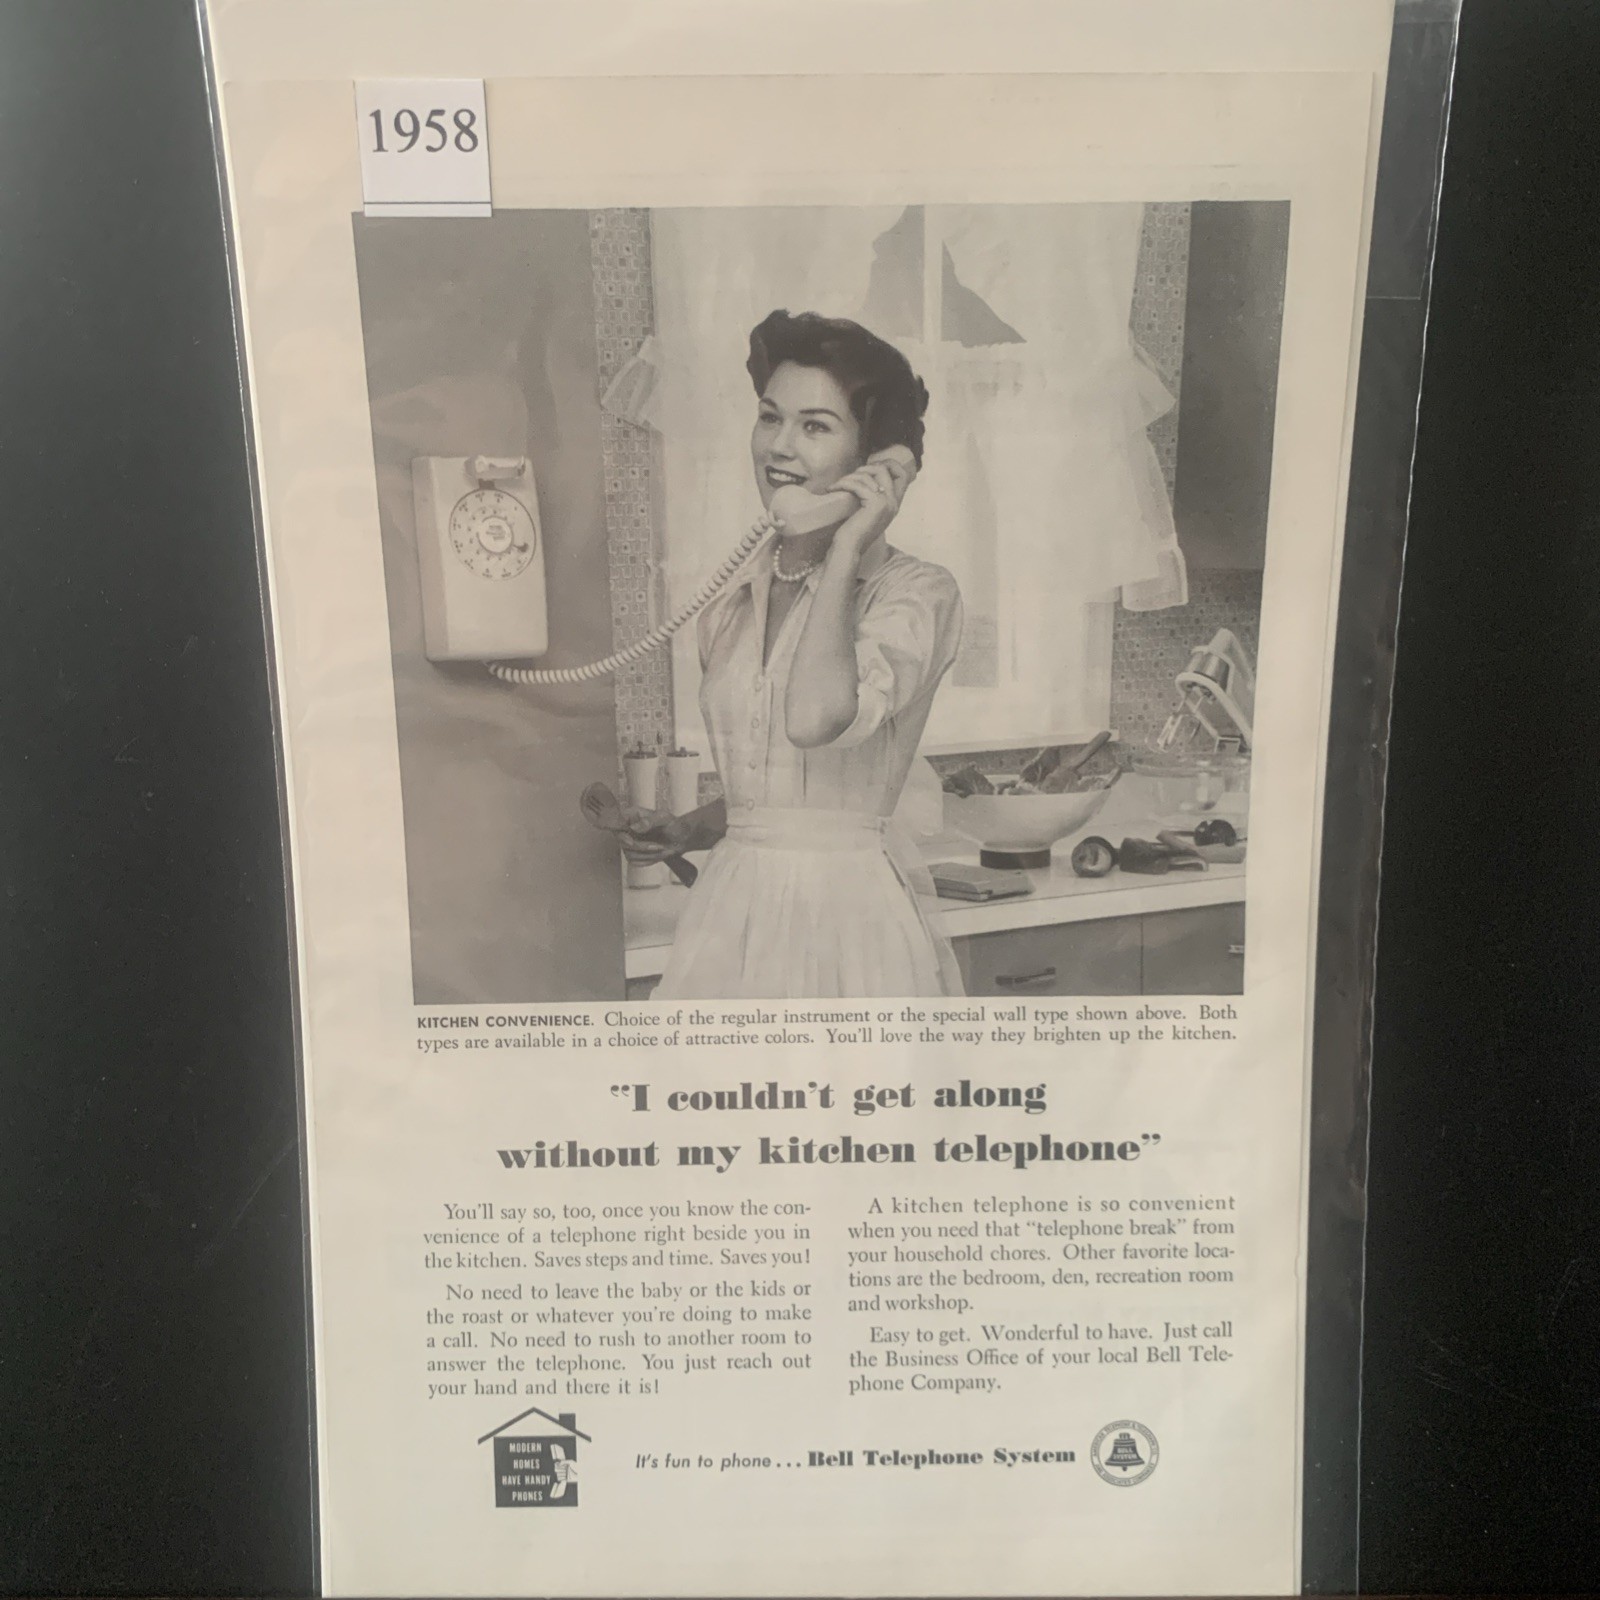 1958
KITCHEN CONVENIENCE. Choice of the regular instrument or the special wall type shown above. Both
types are available in a choice of attractive colors. You'll love the way they brighten up the kitchen.
“I couldn't get along
without my kitchen telephone”
You'll say so, too, once you know the con-
venience of a telephone right beside you in
the kitchen. Saves steps and time. Saves you!
No need to leave the baby or the kids or
the roast or whatever you're doing to make
a call. No need to rush to another room to
answer the telephone. You just reach out
your hand and there it is!
A kitchen telephone is so convenient
when you need that “telephone break” from
your household chores. Other favorite loca-
tions are the bedroom, den, recreation room
and workshop.
Easy to get. Wonderful to have. Just call
the Business Office of your local Bell Tele-
phone Company.
MODERN
HOMES
HAVE HANDY
PHONES
It's fun to phone... Bell Telephone System
BELL
SYSTEM